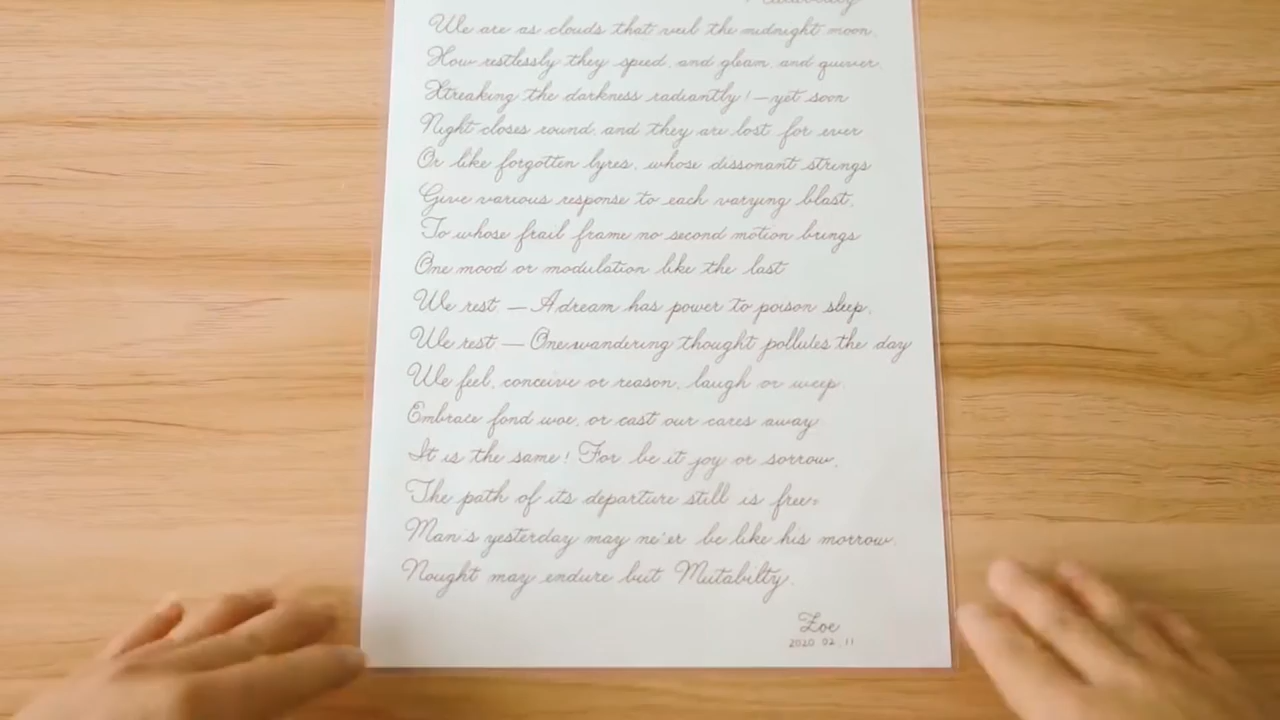 Mutability
We are as clouds that veil the midnight moon.
How restlessly they speed, and gleam, and quiver,
Streaking the darkness radiantly! — yet soon
Night closes round, and they are lost for ever
Or like forgotten lyres, whose dissonant strings
Give various response to each varying blast,
To whose frail frame no second motion brings
One mood or modulation like the last
We rest — A dream has power to poison sleep,
We rest — One wandering thought pollutes the day
We feel, conceive or reason, laugh or weep,
Embrace fond woe, or cast our cares away
It is the same! For be it joy or sorrow,
The path of its departure still is free:
Man's yesterday may ne'er be like his morrow,
Nought may endure but Mutabilty.
Zoe
2020.02.11